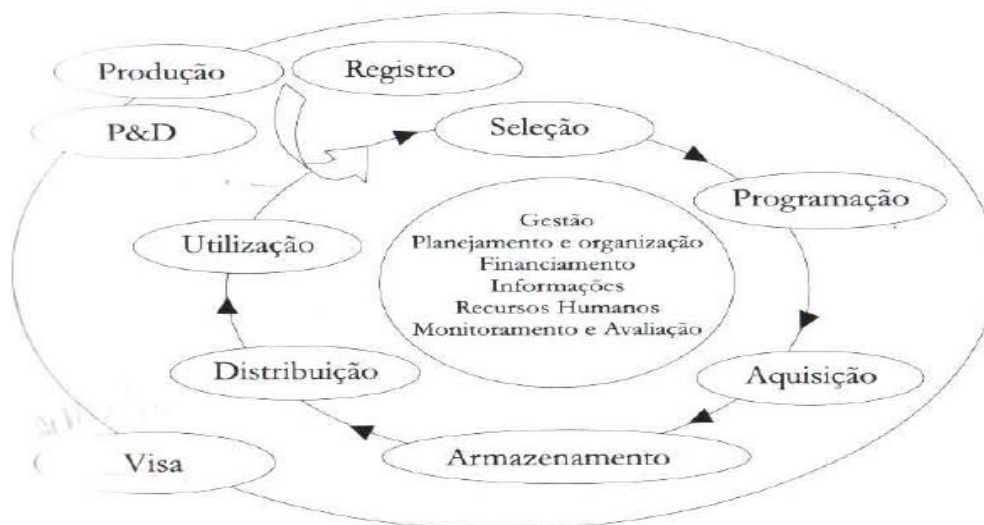 Produção
Registro
P&D
Seleção
Programação
Utilização
Gestão
Planejamento e organização
Financiamento
Informações
Recursos Humanos
Monitoramento e Avaliação
Distribuição
Aquisição
Armazenamento
Visa